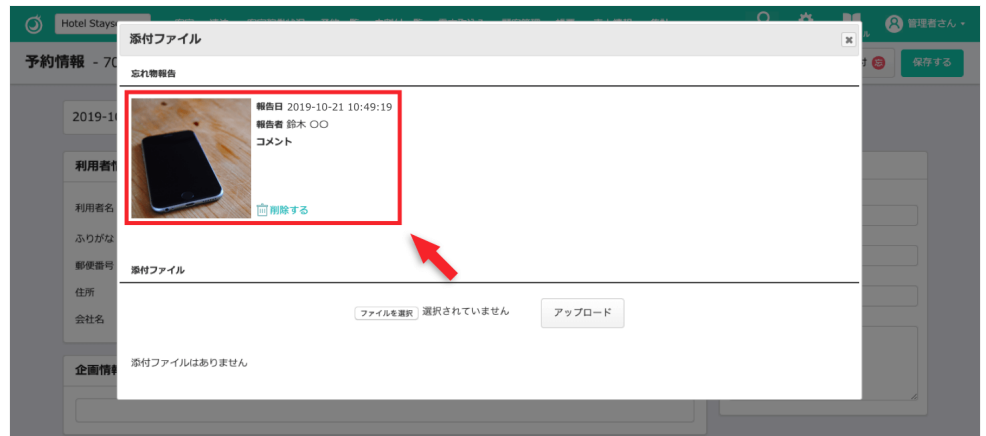 Hotel Stays
管理者さん
予約情報 - 70
保存する
添付ファイル
忘れ物報告
報告日 2019-10-21 10:49:19
報告者 鈴木 〇〇
コメント
削除する
2019-10
利用者情
利用者名
ふりがな
郵便番号
住所
会社名
添付ファイル
ファイルを選択 選択されていません
アップロード
添付ファイルはありません
企画情報